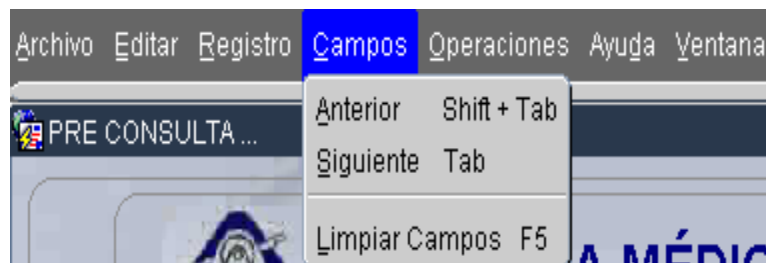 Archivo Editar Registro Campos Operaciones Ayuda Ventana
PRE CONSULTA ...
Anterior Shift + Tab
Siguiente Tab
Limpiar Campos F5
A MÉDIC